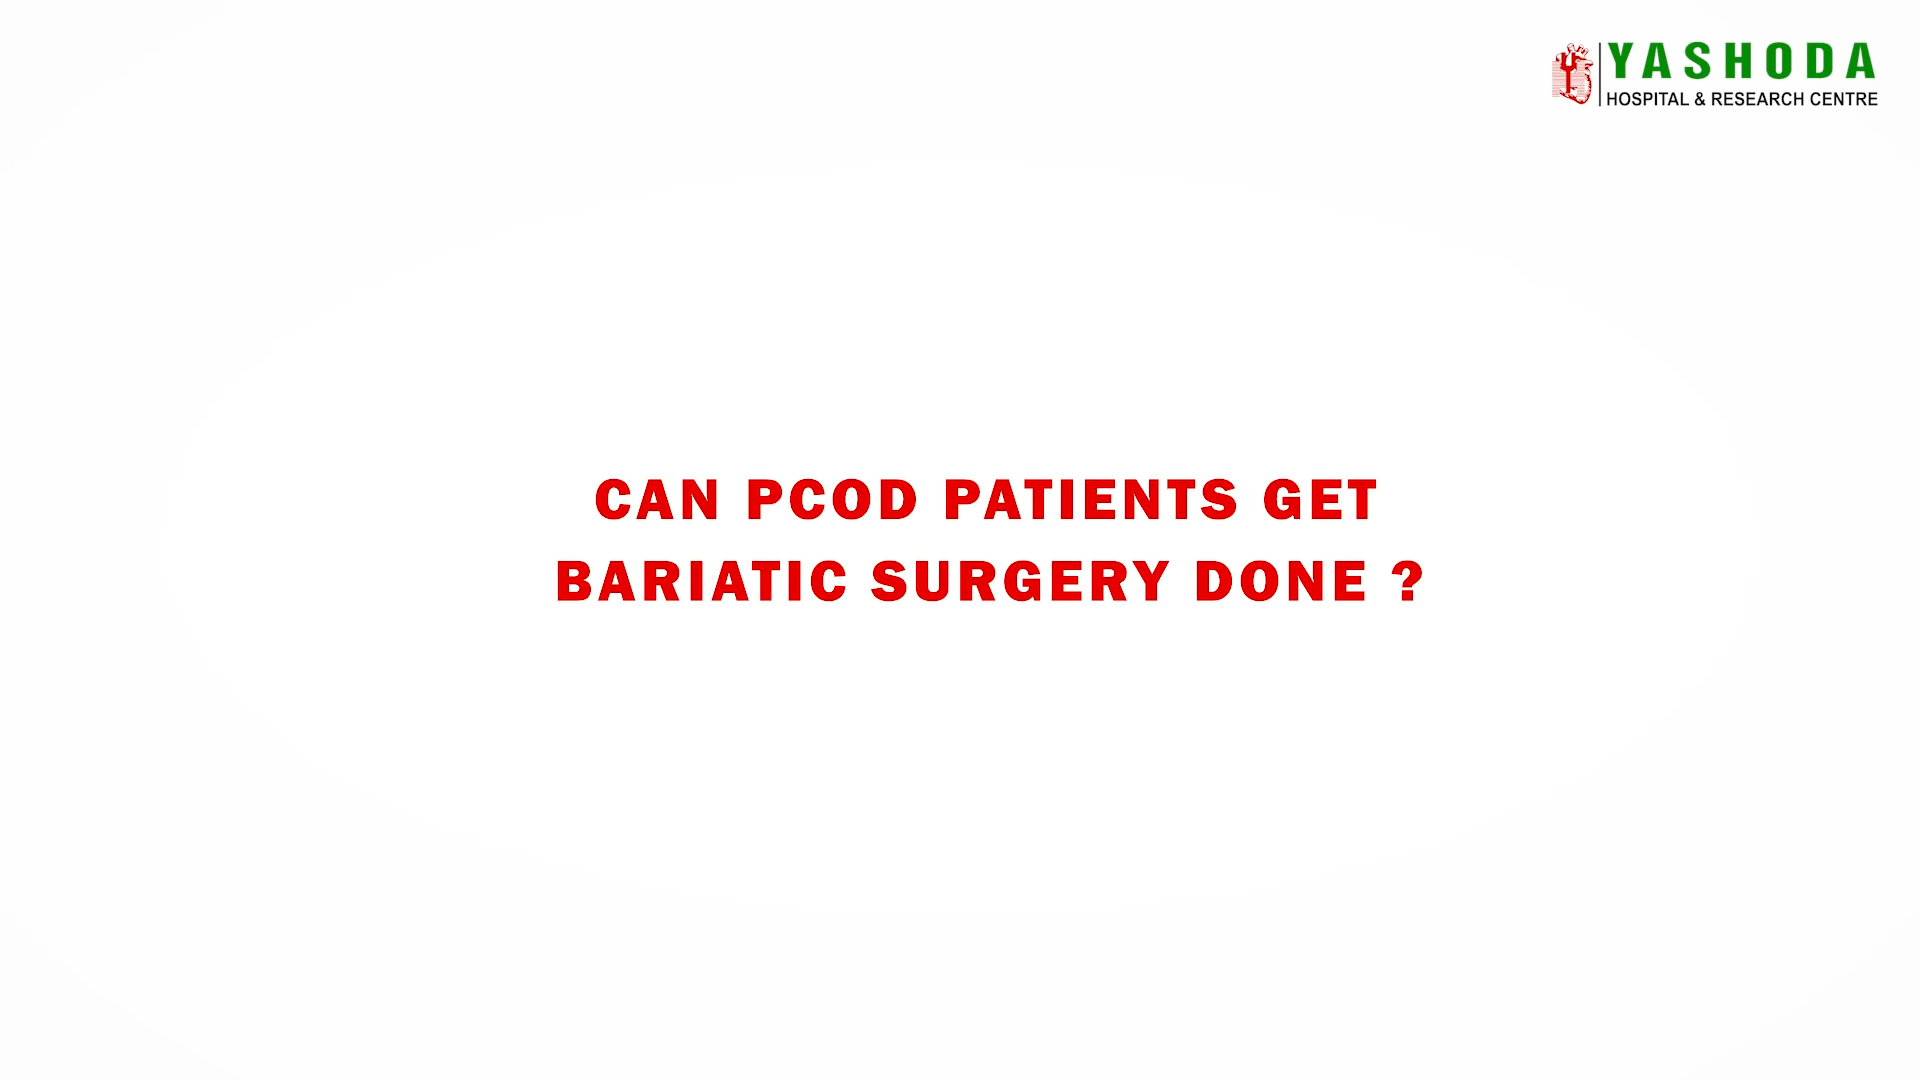 YASHODA
HOSPITAL & RESEARCH CENTRE
CAN PCOD PATIENTS GET
BARIATIC SURGERY DONE ?